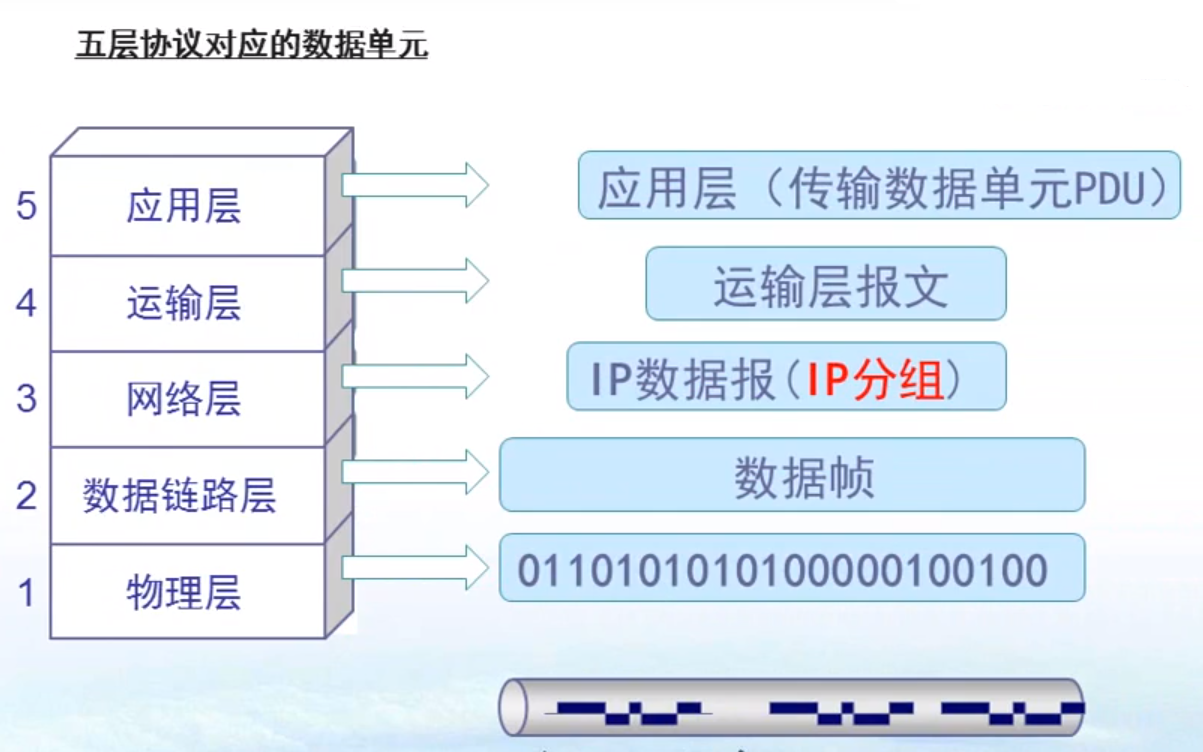 五层协议对应的数据单元
5 应用层 应用层（传输数据单元PDU）
4 运输层 运输层报文
3 网络层 IP数据报(IP分组)
2 数据链路层 数据帧
1 物理层 0110101010100000100100